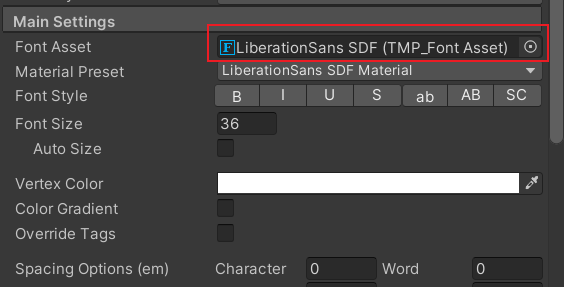 Main Settings
Font Asset F LiberationSans SDF (TMP_Font Asset)
Material Preset LiberationSans SDF Material
Font Style B I U S ab AB SC
Font Size 36
Auto Size
Vertex Color
Color Gradient
Override Tags
Spacing Options (em) Character 0 Word 0